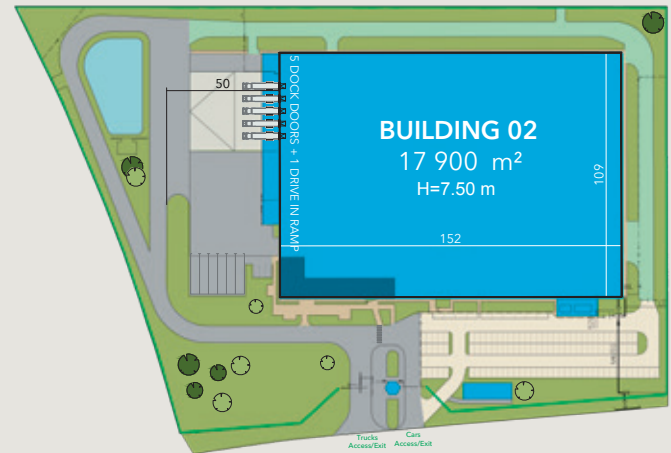 50
5 DOCK DOORS + 1 DRIVE IN RAMP
BUILDING 02
17 900 m²
H=7.50 m
109
152
Trucks
Access/Exit
Cars
Access/Exit